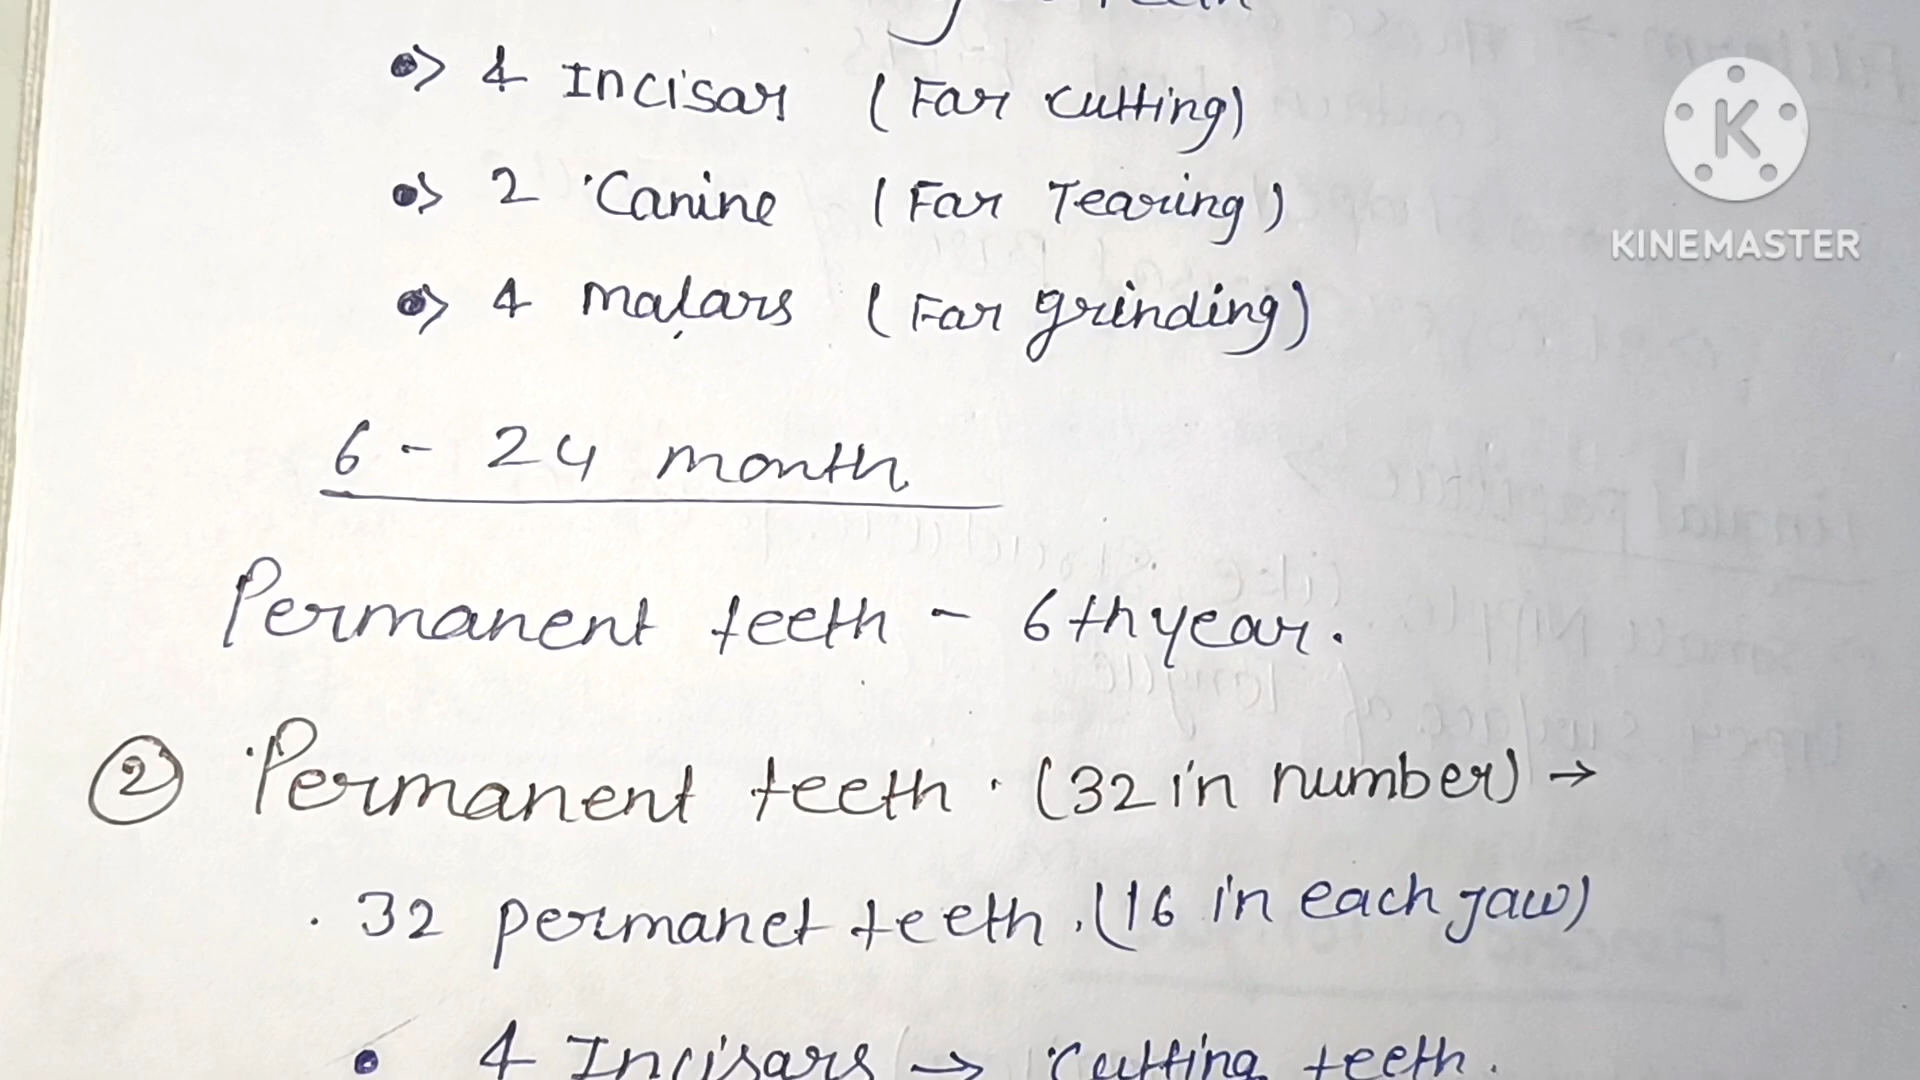 •> 4 Incisar (Far cutting)
•> 2 Canine (Far Tearing)
•> 4 Malars (Far grinding)
6 - 24 month
Permanent teeth - 6th year.
② Permanent teeth. (32 in number) →
. 32 permanet teeth. (16 in each jaw)
• 4 Incisars → Cutting teeth.
K
KINEMASTER